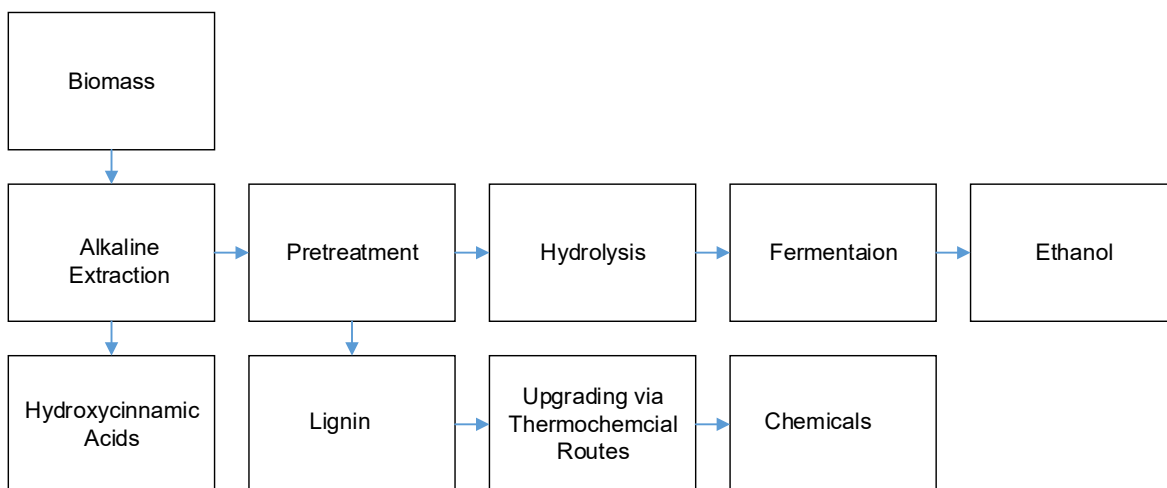 Biomass
Alkaline
Extraction
Pretreatment
Hydrolysis
Fermentaion
Ethanol
Hydroxycinnamic
Acids
Lignin
Upgrading via
Thermochemcial
Routes
Chemicals